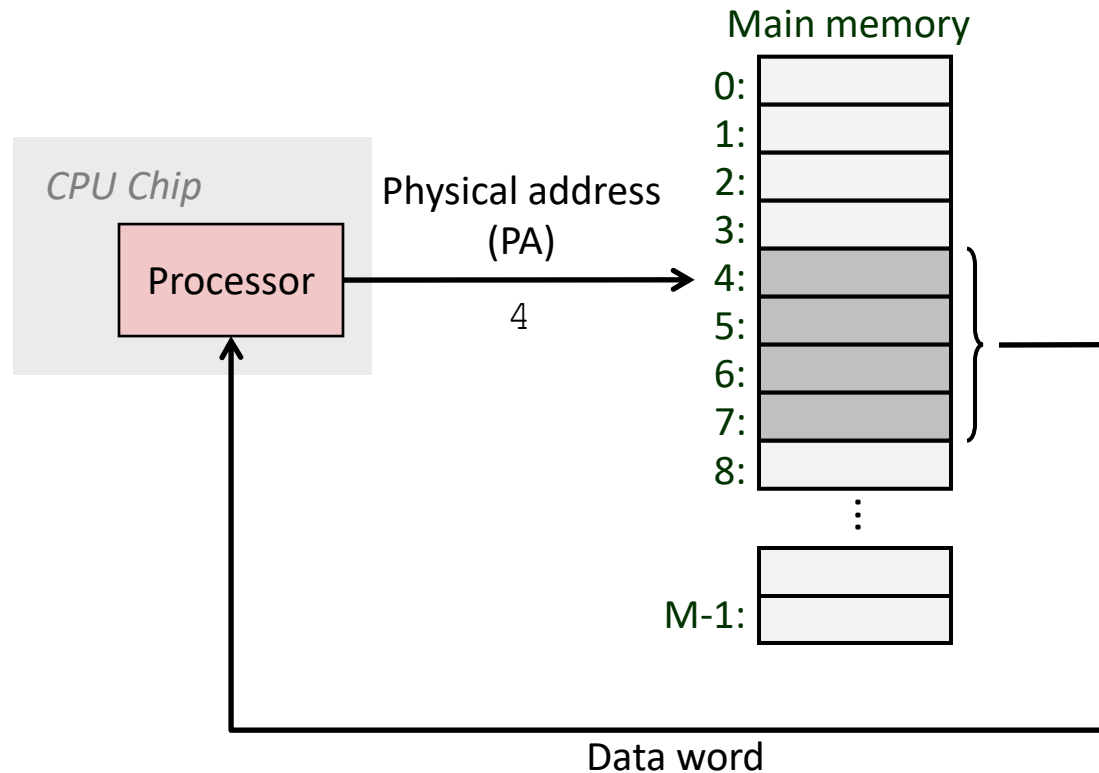 Main memory
0:
1:
CPU Chip
2:
Physical address
(PA)
3:
Processor
4:
4
5:
6:
7:
8:
⋮
M-1:
Data word